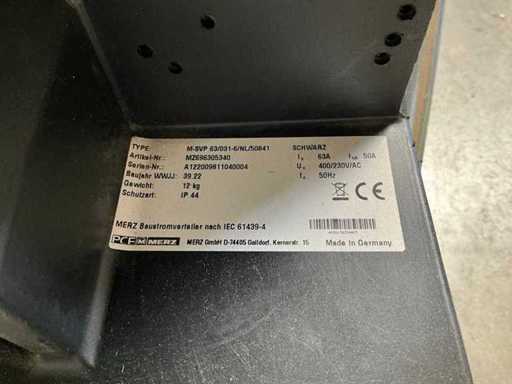 TYPE: M-SVP 63/031-6/NL/50841 SCHWARZ
Artikel-Nr.: MZ696305340 63A 50A
Serien-Nr.: A122009811040004 400/230V/AC
Baujahr WWJJ: 39.22 50Hz
Gewicht: 12 kg
Schutzart: IP 44 CE
MERZ Baustromverteiler nach IEC 61439-4
PCE M MERZ MERZ GmbH D-74405 Gaildorf, Kernerstr. 15 Made in Germany